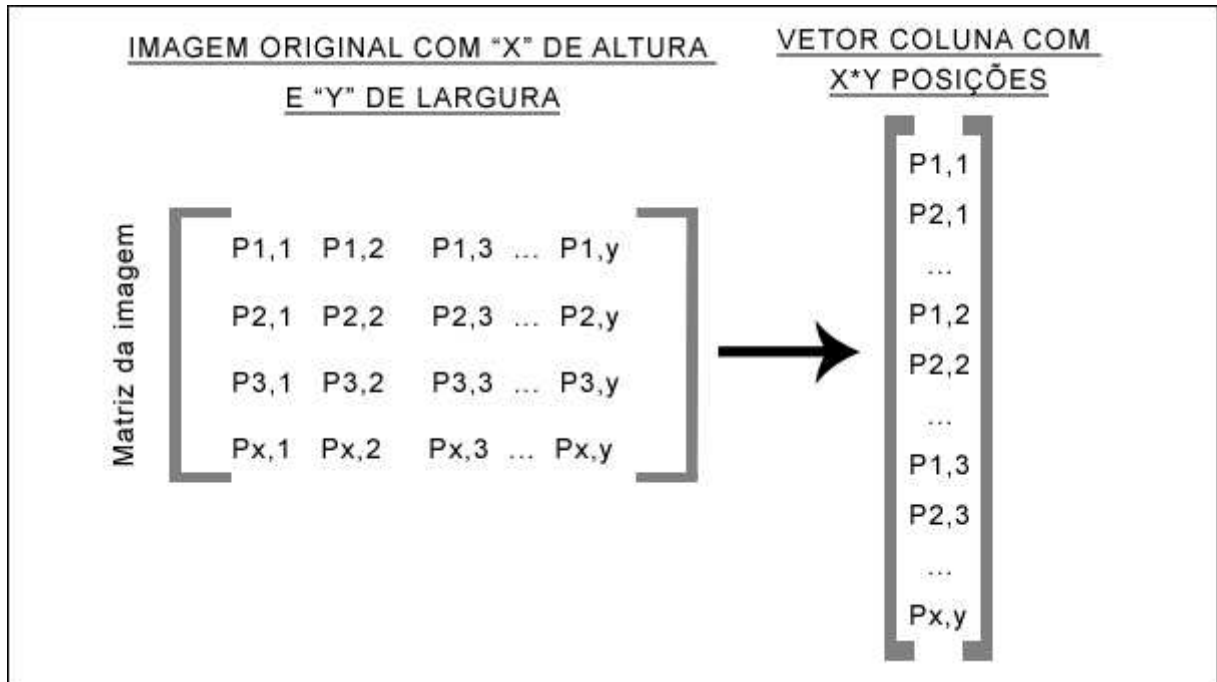 IMAGEM ORIGINAL COM “X” DE ALTURA
E “Y” DE LARGURA
VETOR COLUNA COM
X*Y POSIÇÕES
Matriz da imagem
P1,1 P1,2 P1,3 ... P1,y
P2,1 P2,2 P2,3 ... P2,y
P3,1 P3,2 P3,3 ... P3,y
Px,1 Px,2 Px,3 ... Px,y
P1,1
P2,1
...
P1,2
P2,2
...
P1,3
P2,3
...
Px,y